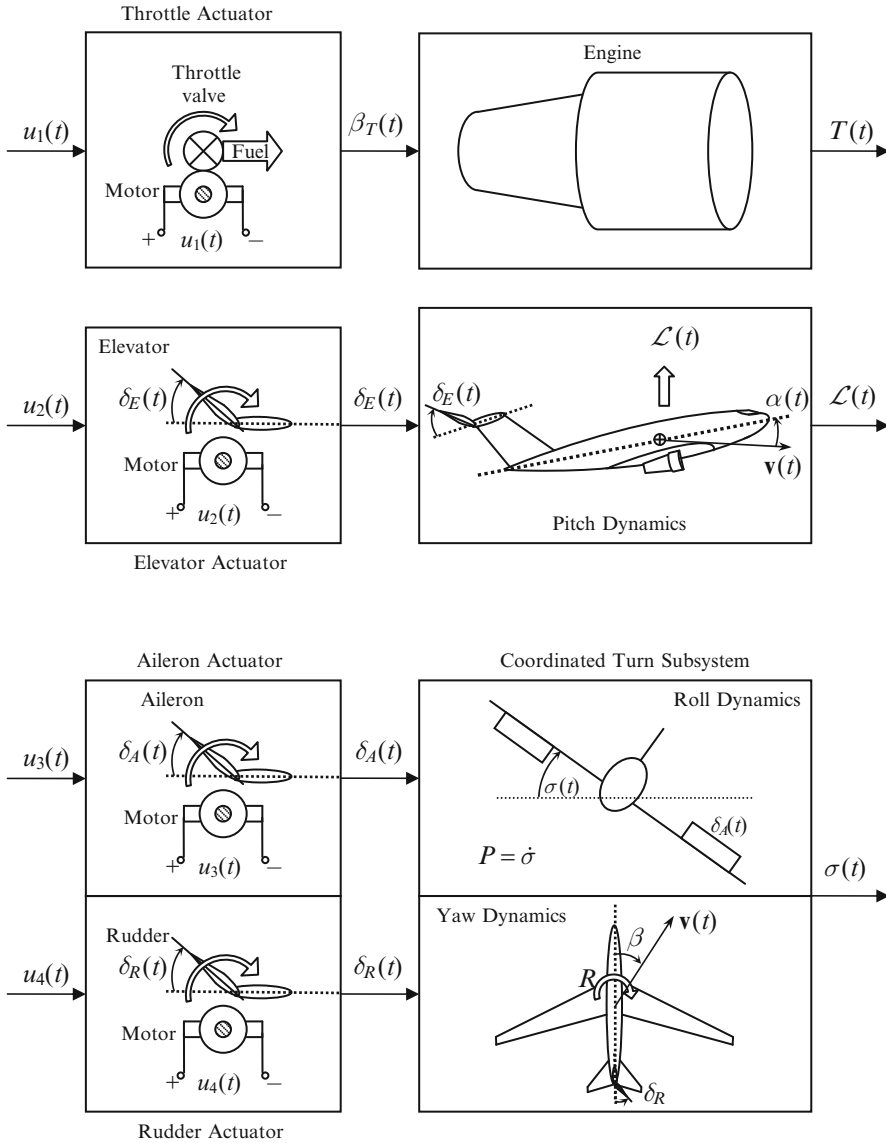 Throttle Actuator
Throttle
valve
Fuel
Motor
+ u₁(t) −
u₁(t)
β_T(t)
Engine
T(t)
Elevator
δ_E(t)
Motor
+ u₂(t) −
Elevator Actuator
u₂(t)
δ_E(t)
δ_E(t)
ℒ(t)
α(t)
v(t)
Pitch Dynamics
ℒ(t)
Aileron Actuator
Aileron
δ_A(t)
Motor
+ u₃(t) −
u₃(t)
δ_A(t)
Coordinated Turn Subsystem
Roll Dynamics
σ(t)
δ_A(t)
P = σ̇
σ(t)
Rudder
δ_R(t)
Motor
+ u₄(t) −
Rudder Actuator
u₄(t)
δ_R(t)
Yaw Dynamics
β
v(t)
R
δ_R